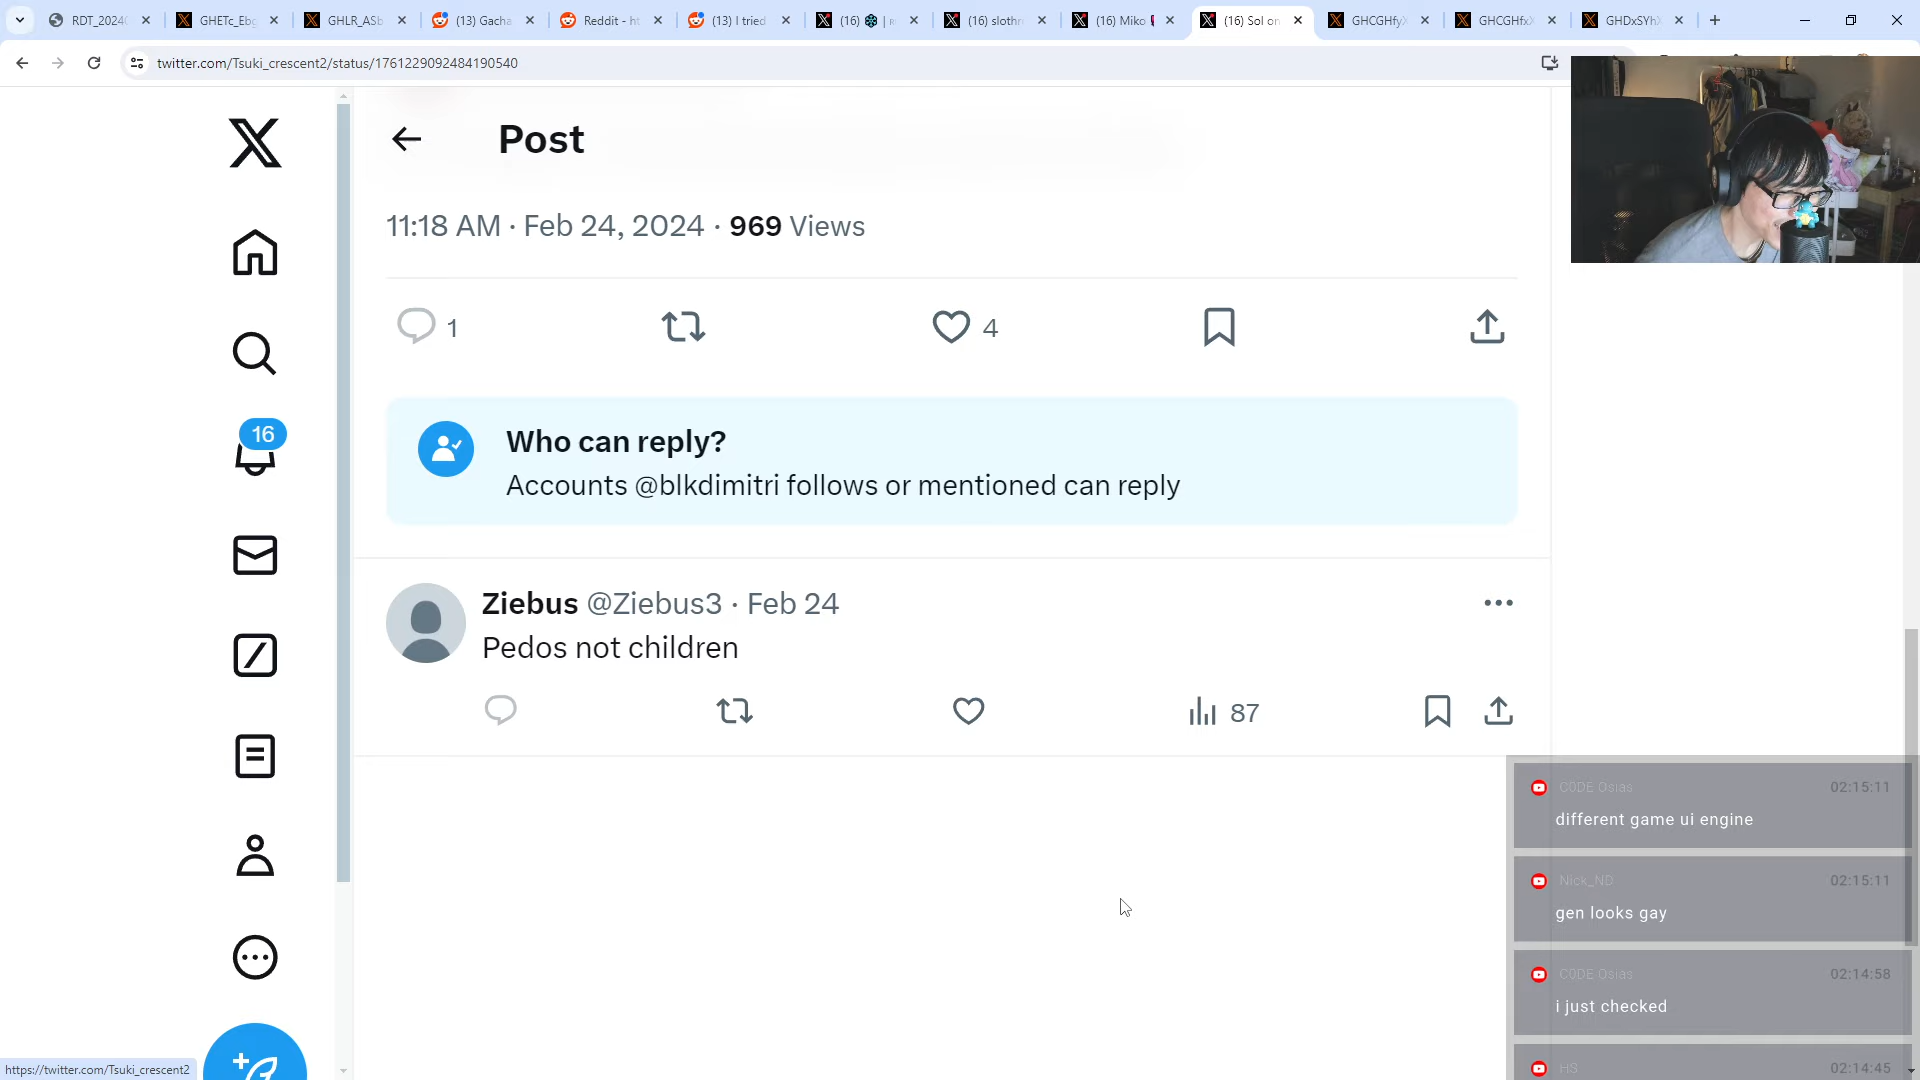 RDT_2024
GHETc_Ebg
GHLR_ASb
(13) Gacha
Reddit - ht
(13) I tried
(16)
(16) slothr
(16) Miko
(16) Sol on
GHCGHfy
GHCGHfx
GHDxSYh
twitter.com/Tsuki_crescent2/status/1761229092484190540
Post
11:18 AM · Feb 24, 2024 · 969 Views
1
4
16
Who can reply?
Accounts @blkdimitri follows or mentioned can reply
Ziebus @Ziebus3 · Feb 24
Pedos not children
87
C0DE Osias 02:15:11
different game ui engine
Nick_ND 02:15:11
gen looks gay
C0DE Osias 02:14:58
i just checked
HS 02:14:45
https://twitter.com/Tsuki_crescent2